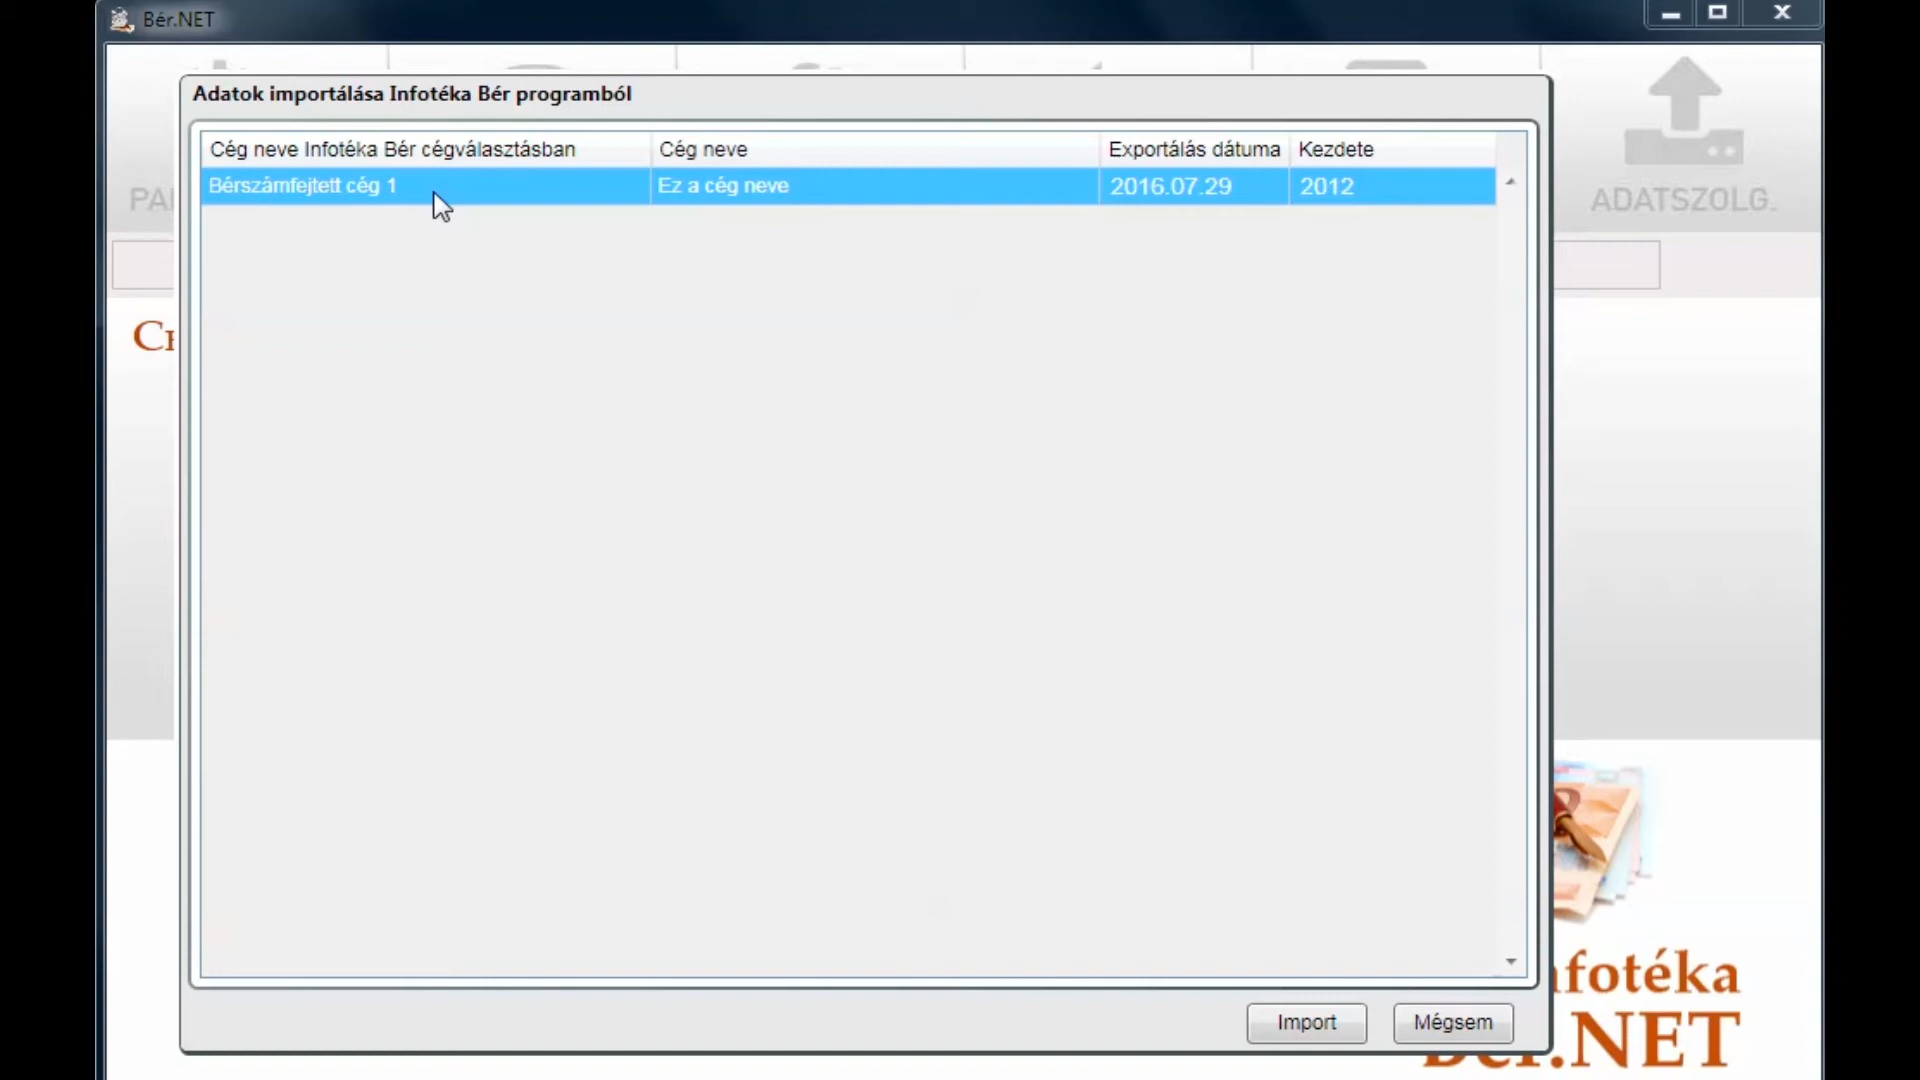 Bér.NET
Adatok importálása Infotéka Bér programból
Cég neve Infotéka Bér cégválasztásban Cég neve Exportálás dátuma Kezdete
Bérszámfejtett cég 1 Ez a cég neve 2016.07.29 2012
ADATSZOLG.
Import Mégsem
fotéka
.NET